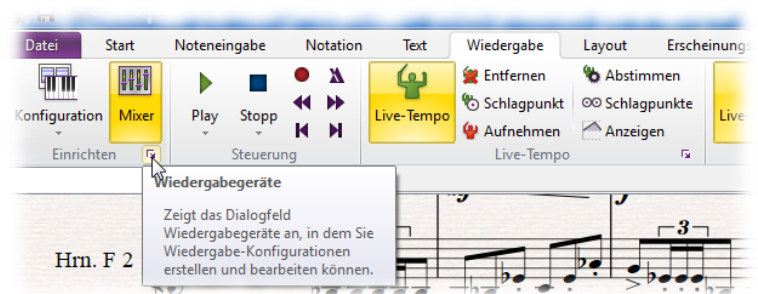 Datei Start Noteneingabe Notation Text Wiedergabe Layout Erscheinungs
Entfernen Abstimmen
Konfiguration Mixer Play Stopp Live-Tempo Schlagpunkt Schlagpunkte Live
Aufnehmen Anzeigen
Einrichten Steuerung Live-Tempo
Wiedergabegeräte
Zeigt das Dialogfeld
Wiedergabegeräte an, in dem Sie
Wiedergabe-Konfigurationen
erstellen und bearbeiten können.
3
Hrn. F 2